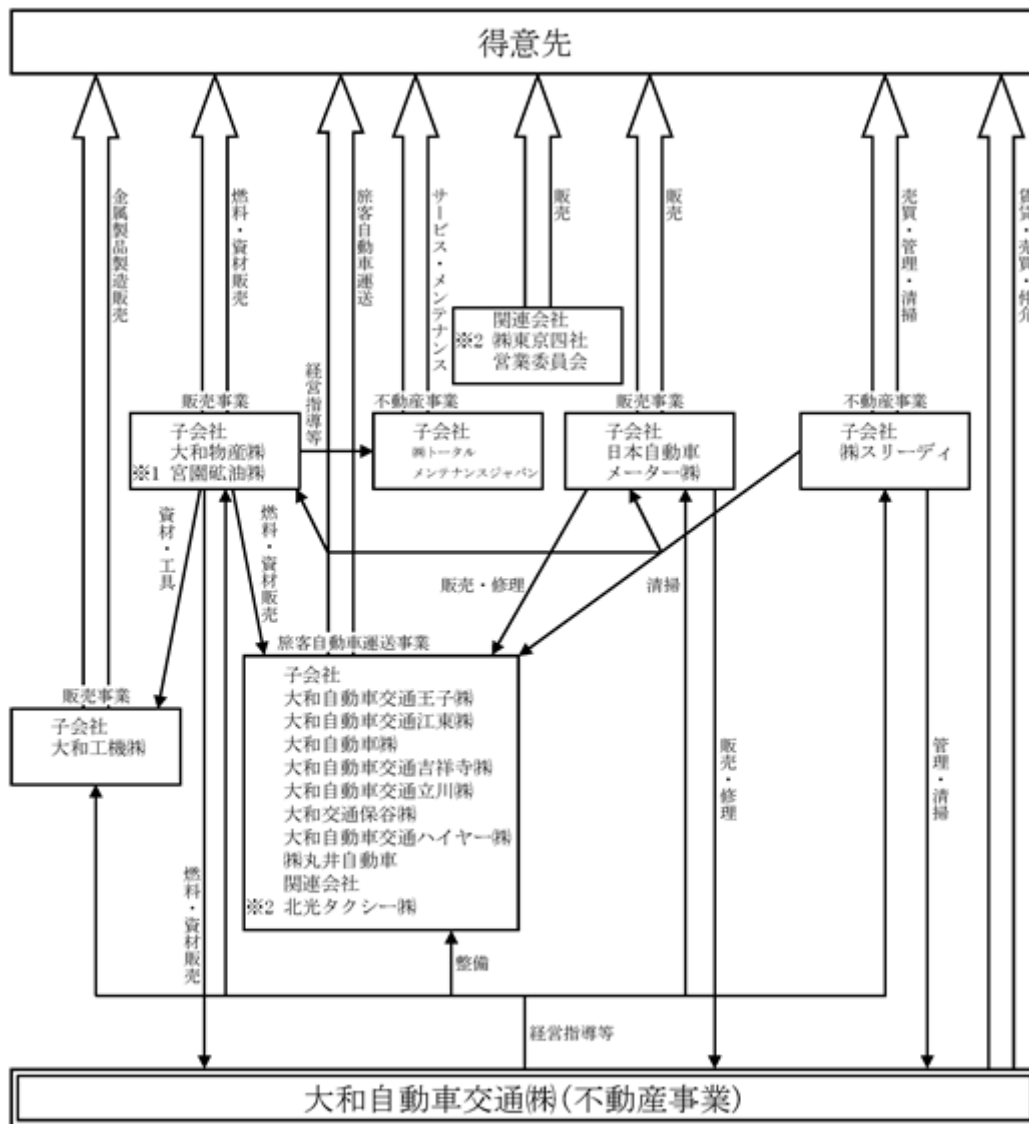 得意先
金属製品製造販売
燃料・資材販売
旅客自動車運送
サービス・メンテナンス
販売
販売
売買・管理・清掃
賃貸・売買・仲介
関連会社
※2 ㈱東京四社
営業委員会
経営指導等
販売事業
子会社
大和物産㈱
※1 宮園砿油㈱
不動産事業
子会社
㈱トータル
メンテナンスジャパン
販売事業
子会社
日本自動車
メーター㈱
不動産事業
子会社
㈱スリーディ
資材・工具
燃料・資材販売
販売・修理
清掃
旅客自動車運送事業
子会社
大和自動車交通王子㈱
大和自動車交通江東㈱
大和自動車㈱
大和自動車交通吉祥寺㈱
大和自動車交通立川㈱
大和交通保谷㈱
大和自動車交通ハイヤー㈱
㈱丸井自動車
関連会社
※2 北光タクシー㈱
販売事業
子会社
大和工機㈱
販売・修理
管理・清掃
燃料・資材販売
整備
経営指導等
大和自動車交通㈱(不動産事業)